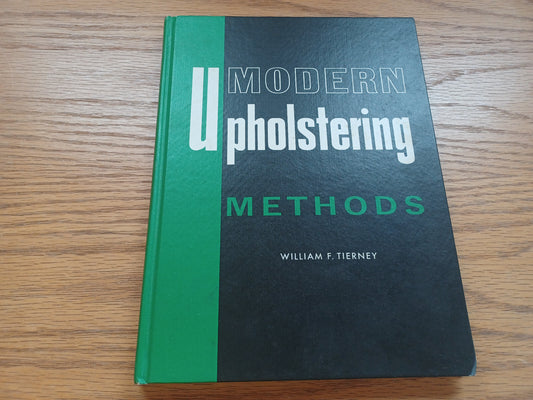 MODERN
Upholstering
METHODS
WILLIAM F. TIERNEY